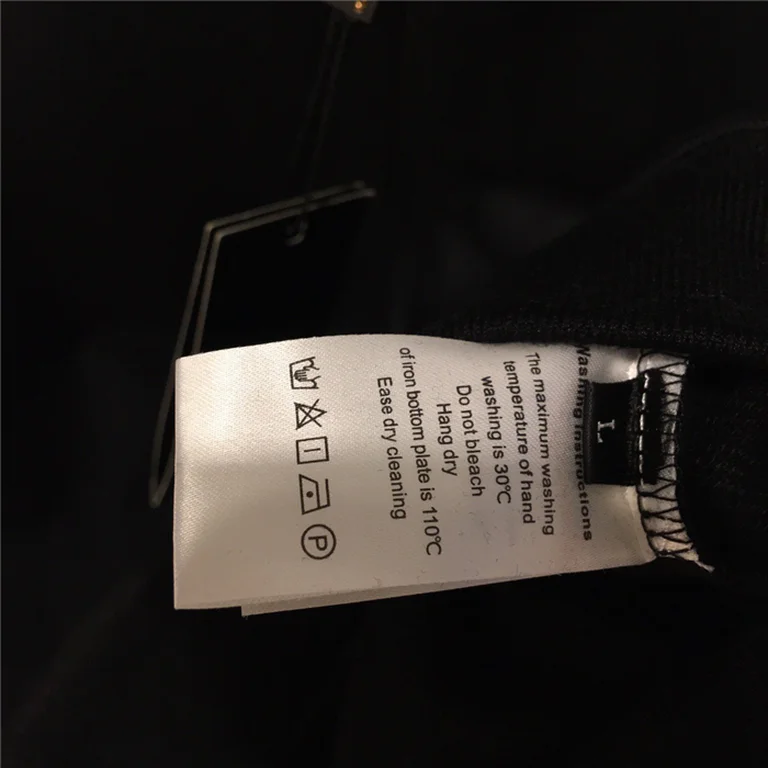 Washing instructions
The maximum washing
temperature of hand
washing is 30℃
Do not bleach
Hang dry
of iron bottom plate is 110℃
Ease dry cleaning
P
L